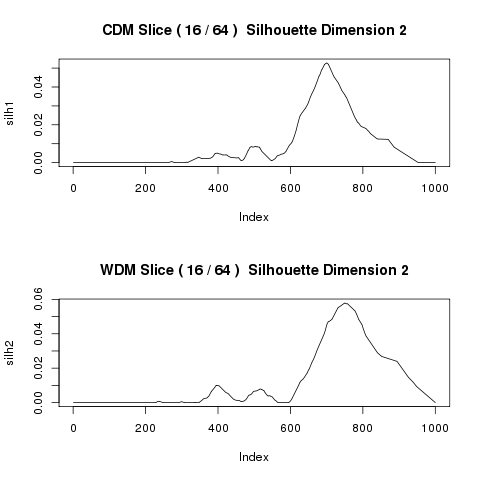 CDM Slice ( 16 / 64 )  Silhouette Dimension 2
silh1
0.04
0.02
0.00
0 200 400 600 800 1000
Index
WDM Slice ( 16 / 64 )  Silhouette Dimension 2
silh2
0.06
0.04
0.02
0.00
0 200 400 600 800 1000
Index